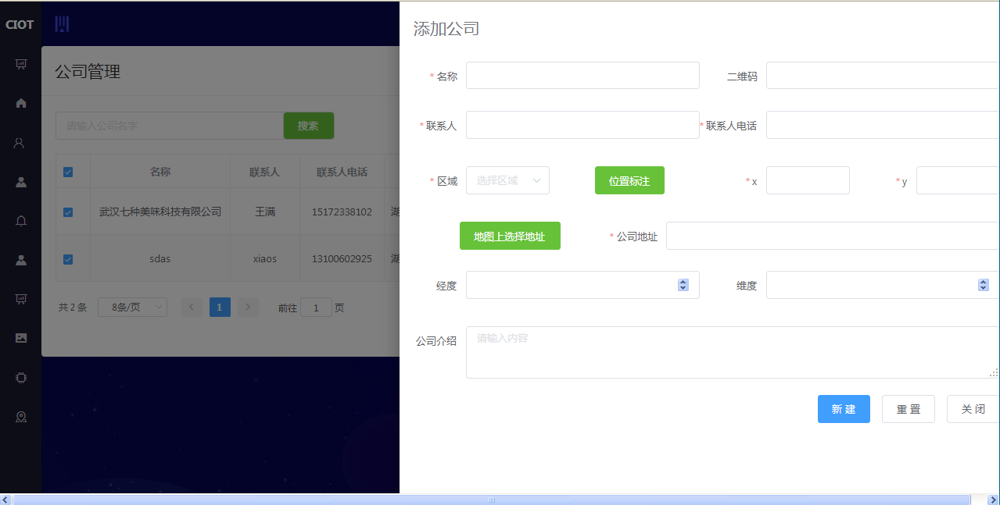 CIOT
公司管理
请输入公司名字
搜索
名称
联系人
联系人电话
武汉七种美味科技有限公司
王满
15172338102
湖
sdas
xiaos
13100602925
湖
共 2 条
8条/页
1
前往
1
页
添加公司
* 名称
二维码
* 联系人
* 联系人电话
* 区域
选择区域
位置标注
* x
* y
地图上选择地址
* 公司地址
经度
维度
公司介绍
请输入内容
新 建
重 置
关 闭